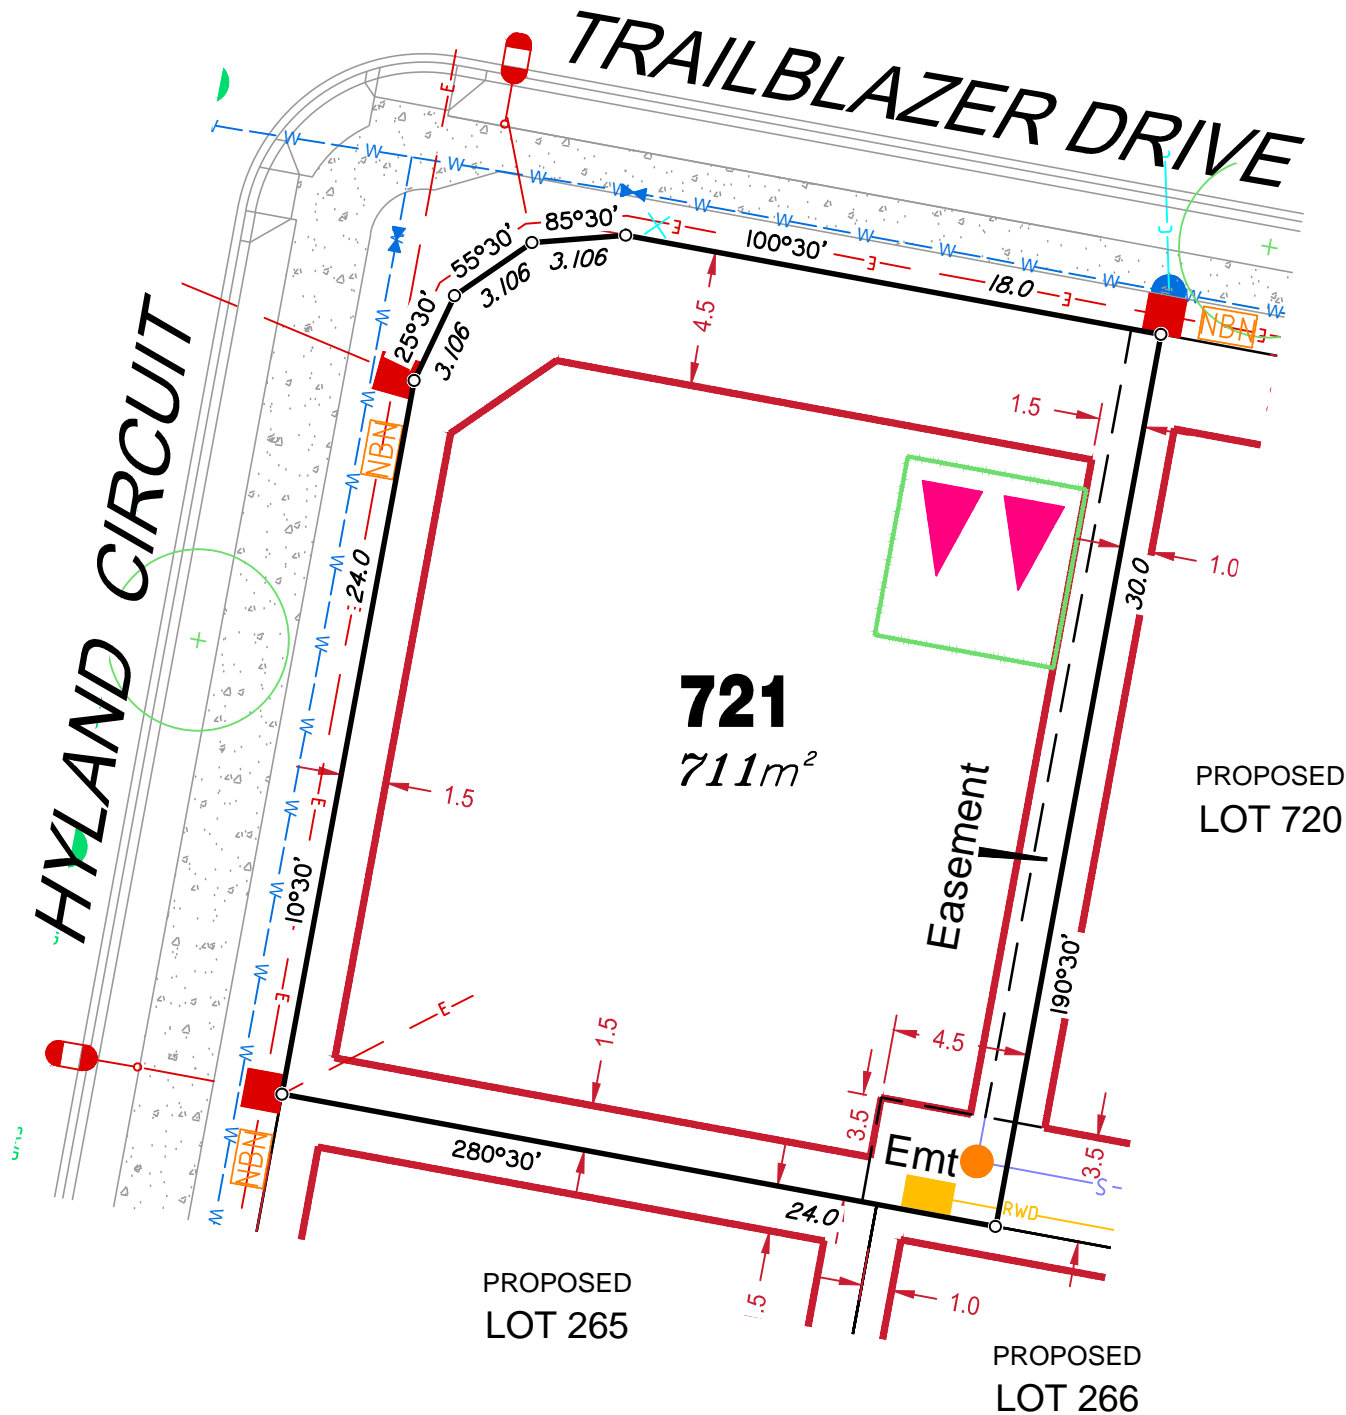 TRAILBLAZER DRIVE
HYLAND CIRCUIT
E
W
W
W
W
W
W
W
W
W
W
W
W
85°30'
55°30'
25°30'
3.106
3.106
3.106
100°30'
18.0
E
E
E
E
NBN
NBN
4.5
1.5
1.0
30.0
24.0
W
W
W
W
W
W
W
W
W
W
W
721
711m²
1.5
E
10°30'
E
E
Easement
190°30'
PROPOSED
LOT 720
1.5
4.5
3.5
3.5
Emt
S
RWD
NBN
280°30'
24.0
.5
1.0
PROPOSED
LOT 265
PROPOSED
LOT 266